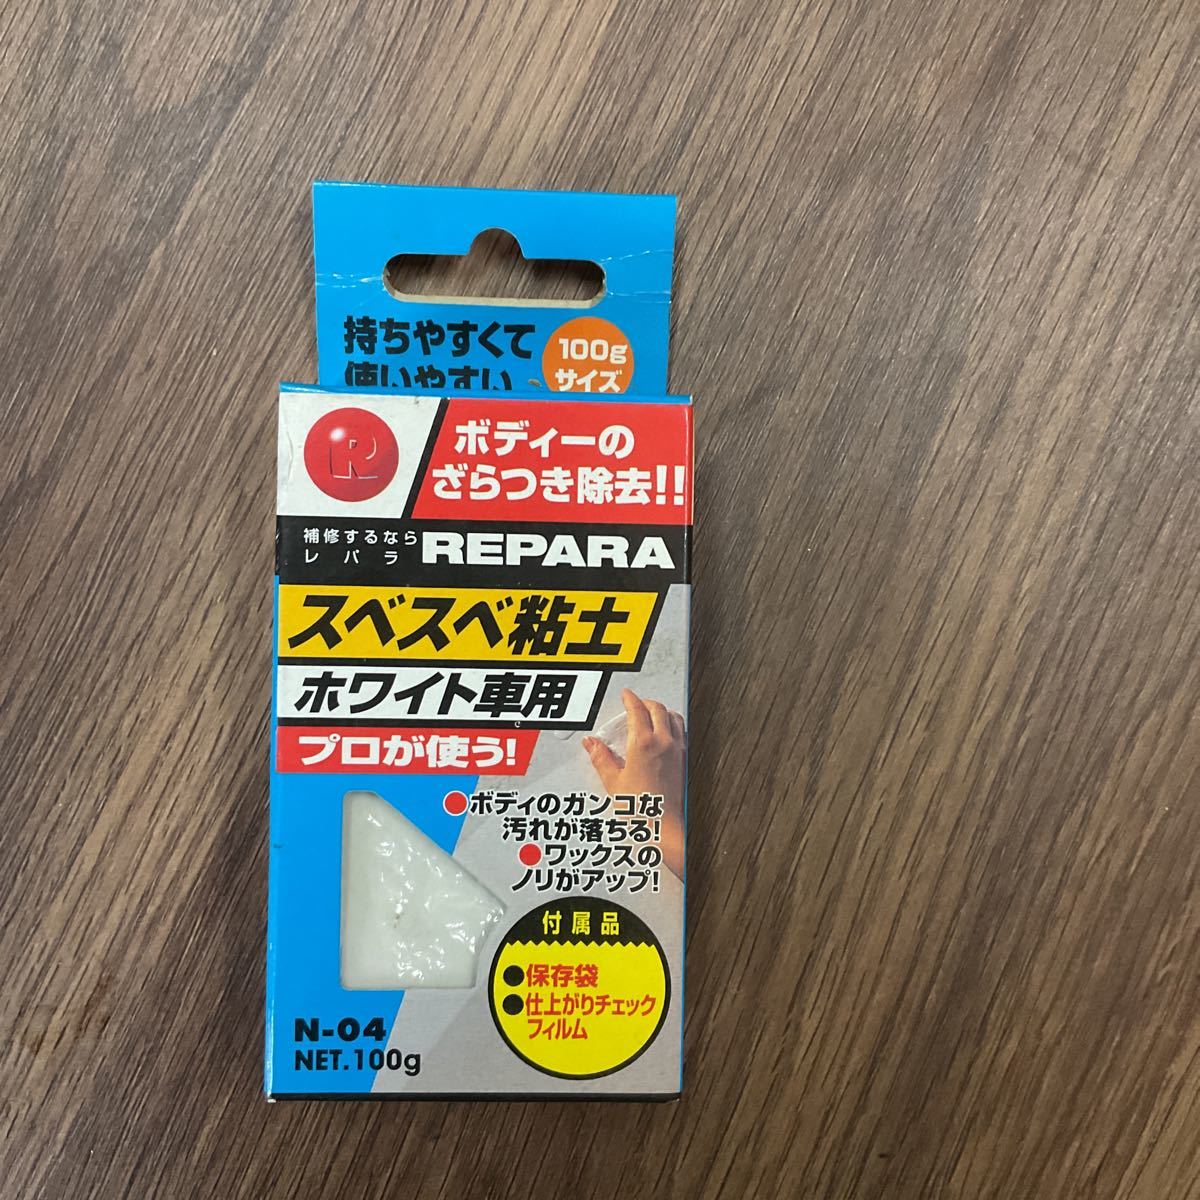 持ちやすくて
使いやすい
100g
サイズ
R
ボディーの
ざらつき除去!!
補修するなら
レパラ
REPARA
スベスベ粘土
ホワイト車用
プロが使う!
●ボディのガンコな
汚れが落ちる!
●ワックスの
ノリがアップ!
付属品
●保存袋
●仕上がりチェック
フィルム
N-04
NET.100g